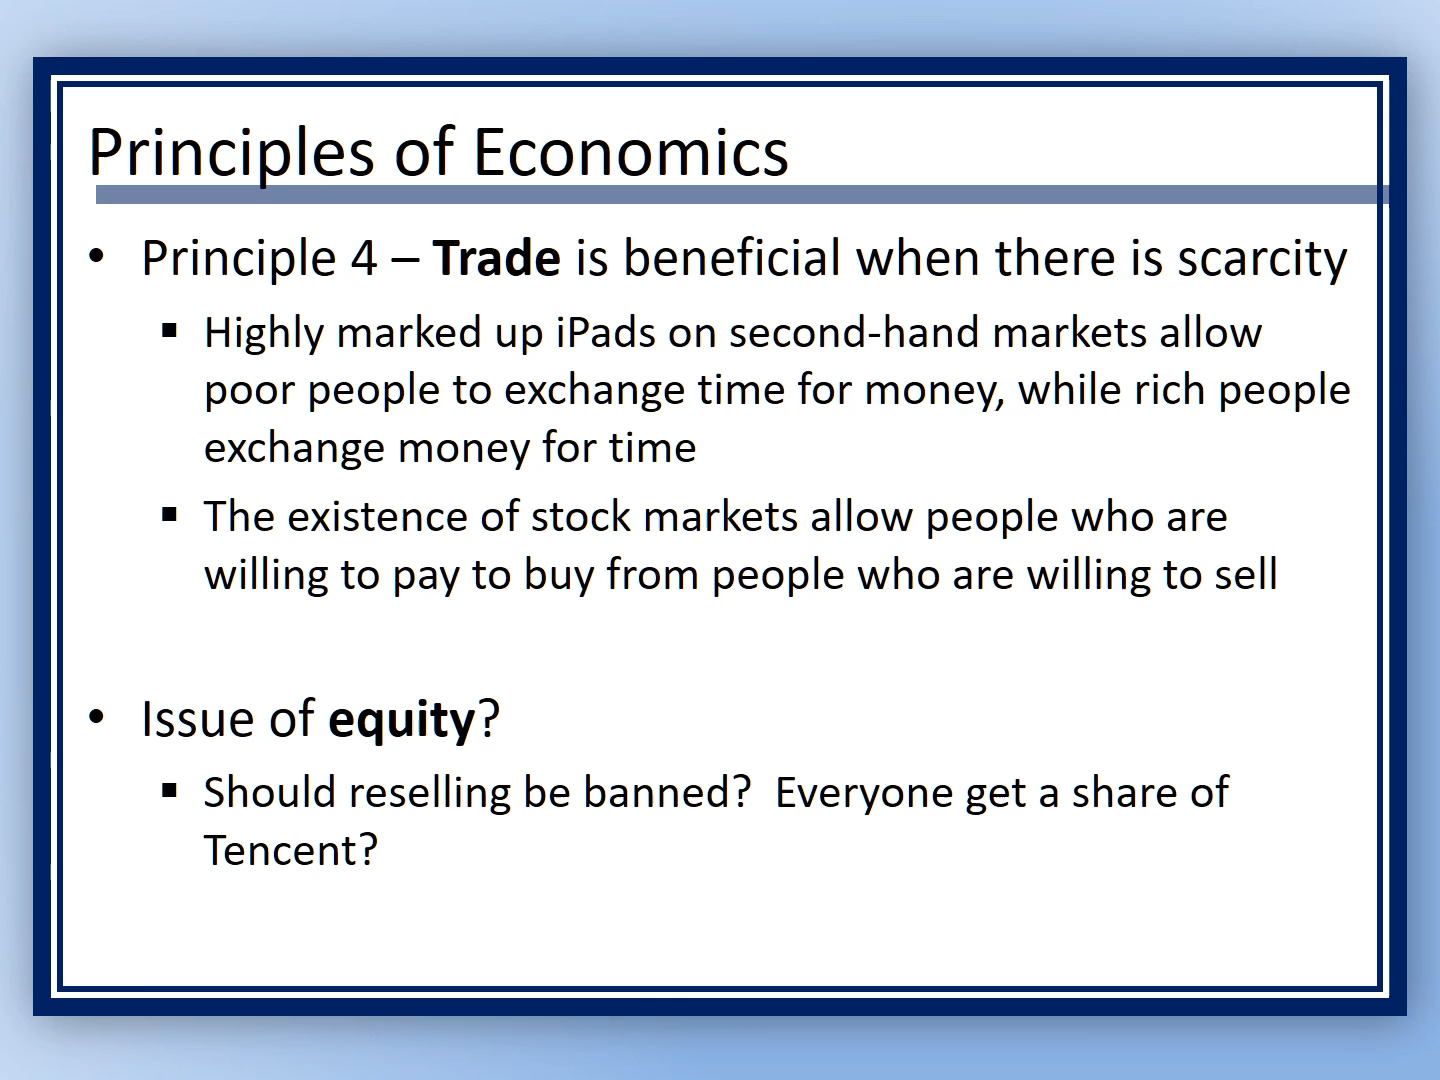 Principles of Economics
• Principle 4 – Trade is beneficial when there is scarcity
▪ Highly marked up iPads on second-hand markets allow
poor people to exchange time for money, while rich people
exchange money for time
▪ The existence of stock markets allow people who are
willing to pay to buy from people who are willing to sell
• Issue of equity?
▪ Should reselling be banned?  Everyone get a share of
Tencent?